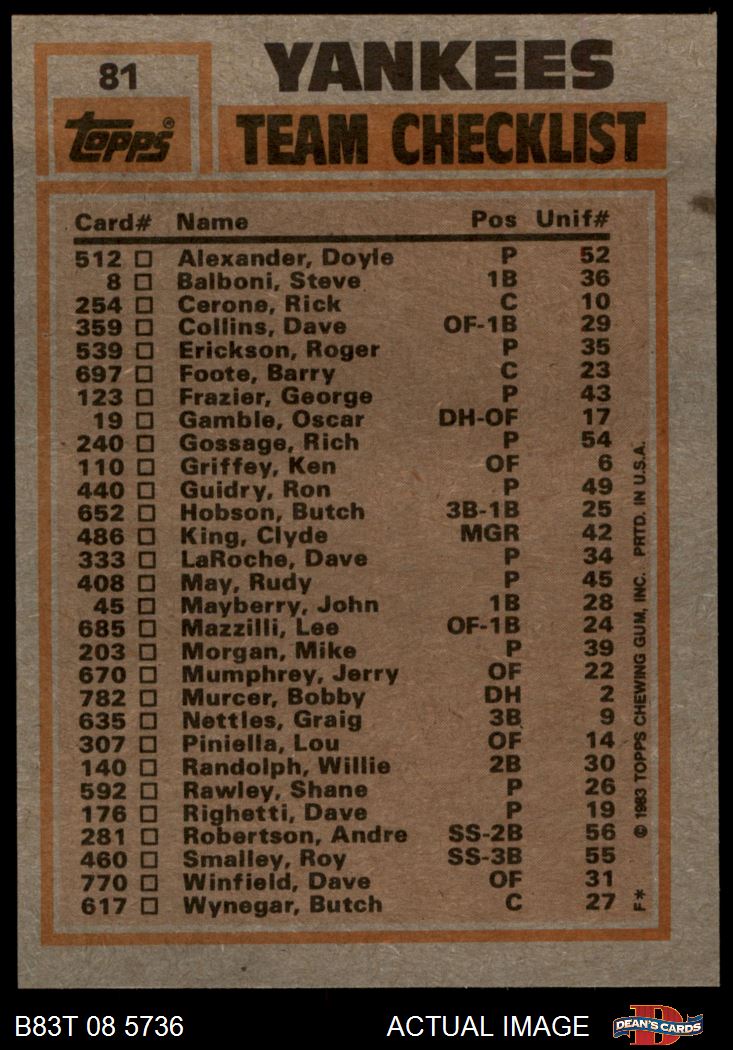 81
YANKEES
topps®
TEAM CHECKLIST
Card# Name Pos Unif#
512 Alexander, Doyle P 52
8 Balboni, Steve 1B 36
254 Cerone, Rick C 10
359 Collins, Dave OF-1B 29
539 Erickson, Roger P 35
697 Foote, Barry C 23
123 Frazier, George P 43
19 Gamble, Oscar DH-OF 17
240 Gossage, Rich P 54
110 Griffey, Ken OF 6
440 Guidry, Ron P 49
652 Hobson, Butch 3B-1B 25
486 King, Clyde MGR 42
333 LaRoche, Dave P 34
408 May, Rudy P 45
45 Mayberry, John 1B 28
685 Mazzilli, Lee OF-1B 24
203 Morgan, Mike P 39
670 Mumphrey, Jerry OF 22
782 Murcer, Bobby DH 2
635 Nettles, Graig 3B 9
307 Piniella, Lou OF 14
140 Randolph, Willie 2B 30
592 Rawley, Shane P 26
176 Righetti, Dave P 19
281 Robertson, Andre SS-2B 56
460 Smalley, Roy SS-3B 55
770 Winfield, Dave OF 31
617 Wynegar, Butch C 27
F* © 1983 TOPPS CHEWING GUM, INC. PRTD. IN U.S.A.
B83T 08 5736 ACTUAL IMAGE
DEAN'S CARDS